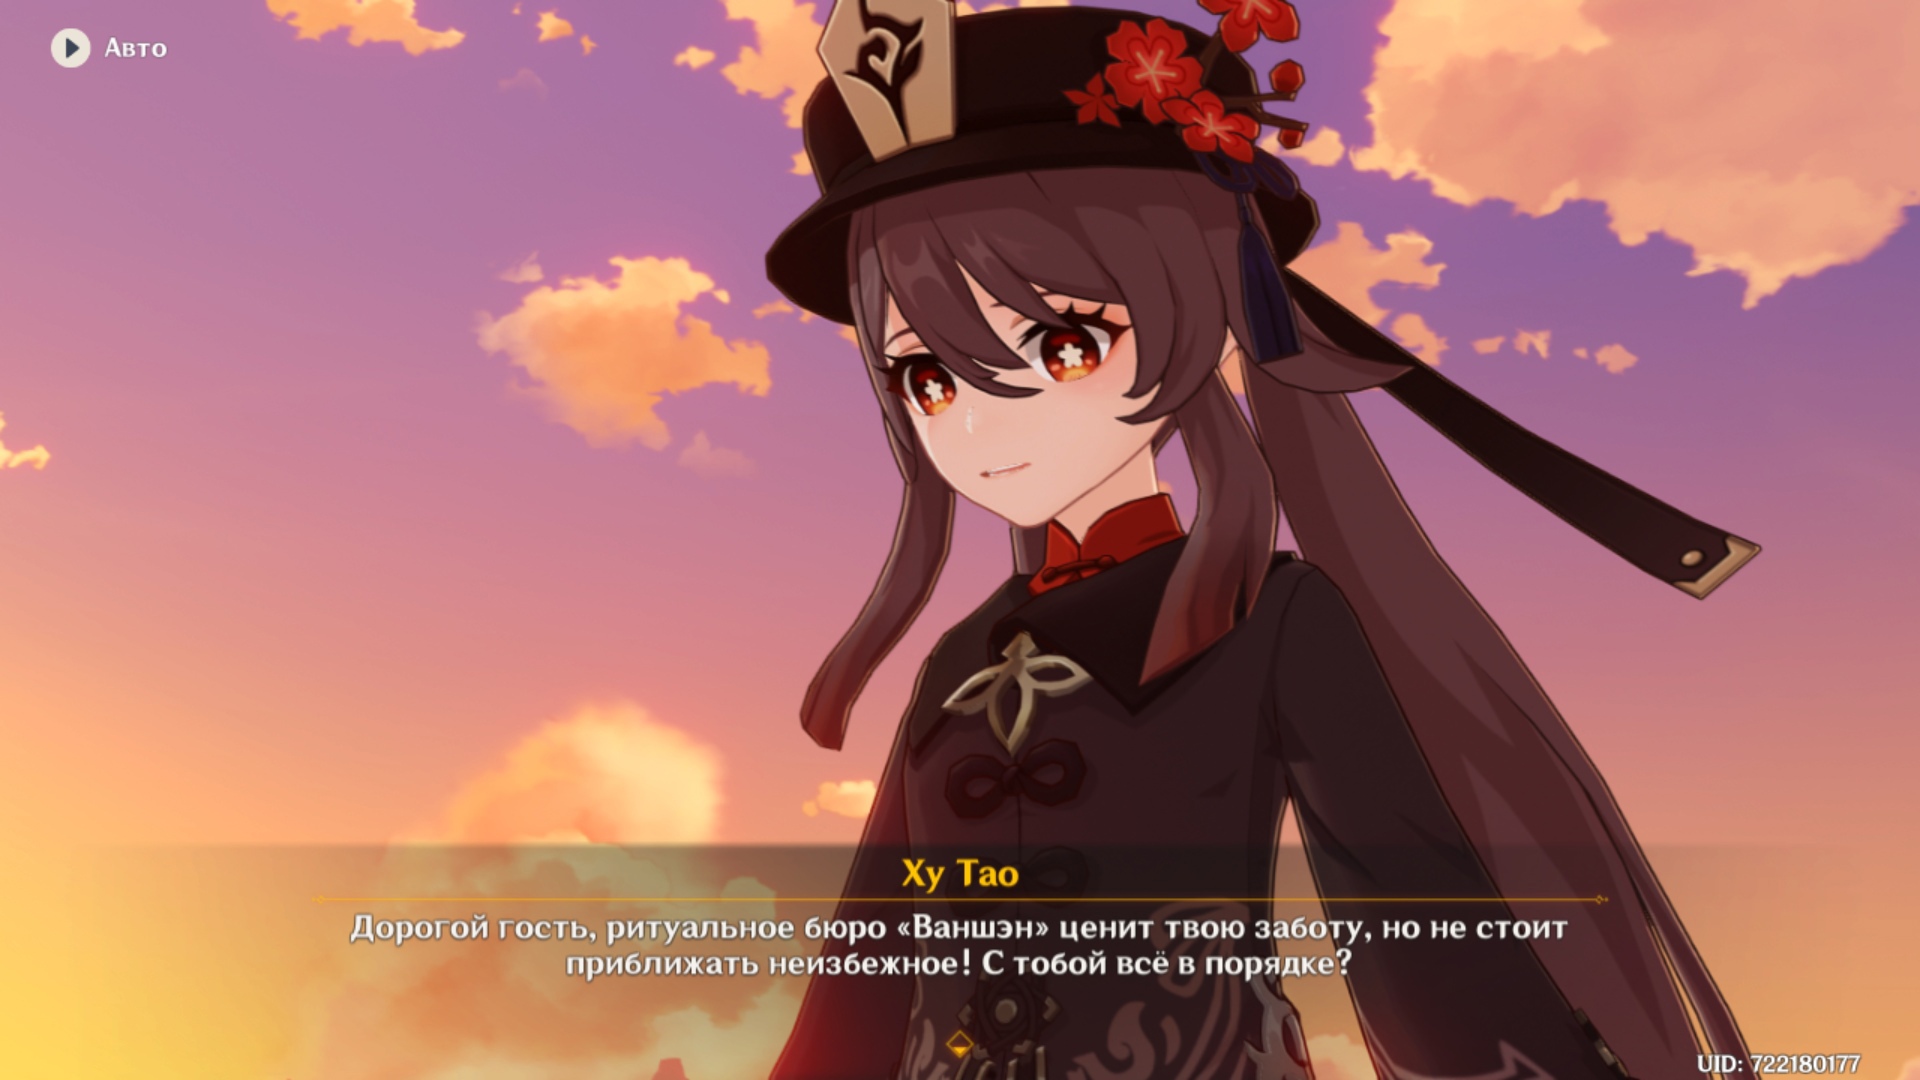 Авто
Ху Тао
Дорогой гость, ритуальное бюро «Ваншэн» ценит твою заботу, но не стоит
приближать неизбежное! С тобой всё в порядке?
UID: 722180177